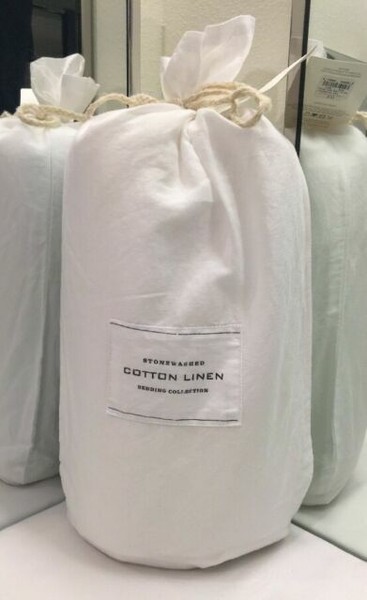 STONEWASHED
COTTON LINEN
BEDDING COLLECTION